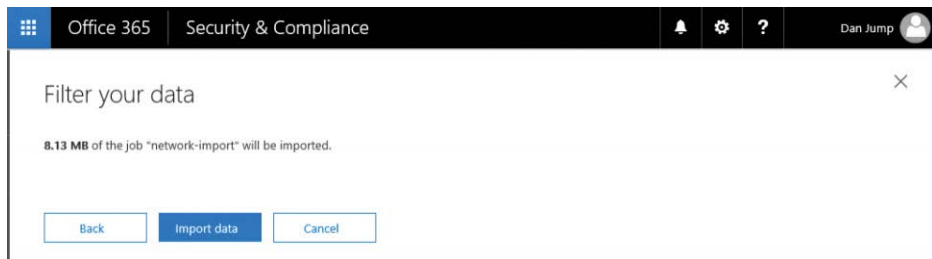 Office 365 Security & Compliance ? Dan Jump
Filter your data
8.13 MB of the job "network-import" will be imported.
Back Import data Cancel